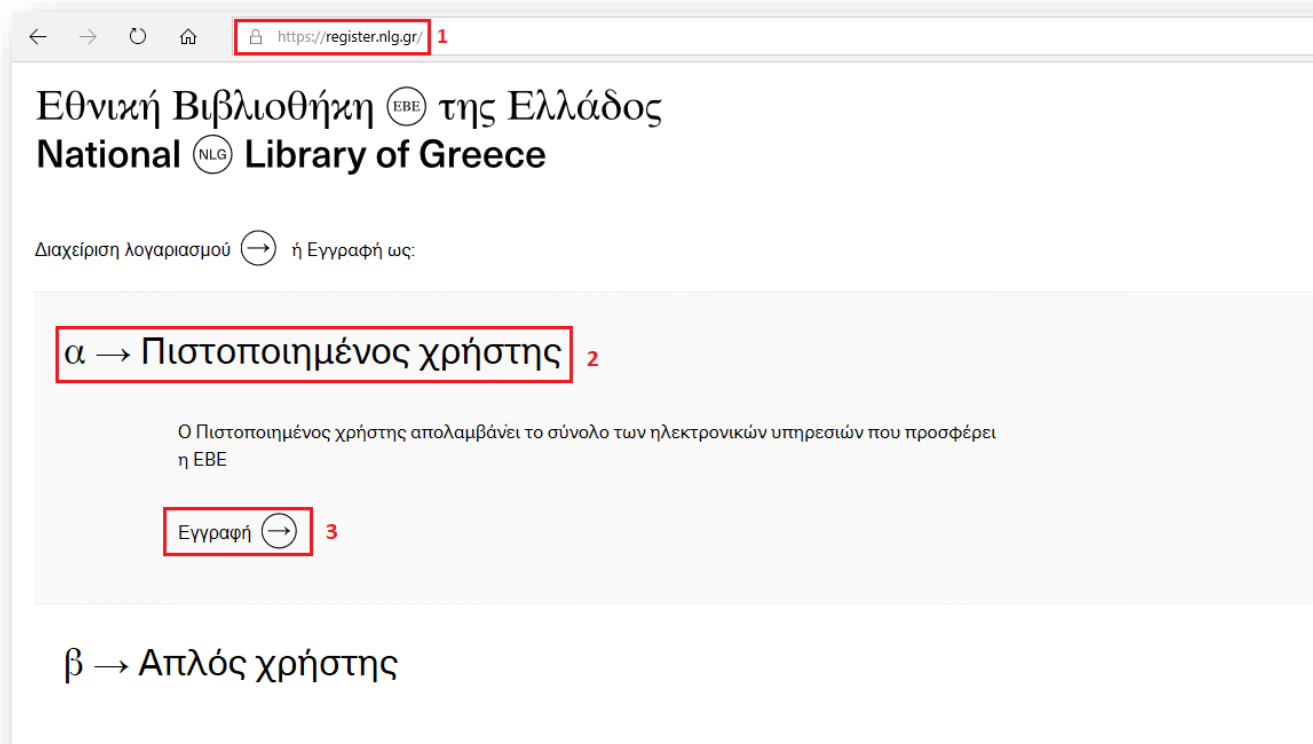 https://register.nlg.gr/ 1
Εθνική Βιβλιοθήκη ΕΒΕ της Ελλάδος
National NLG Library of Greece
Διαχείριση λογαριασμού → ή Εγγραφή ως:
α → Πιστοποιημένος χρήστης 2
Ο Πιστοποιημένος χρήστης απολαμβάνει το σύνολο των ηλεκτρονικών υπηρεσιών που προσφέρει
η ΕΒΕ
Εγγραφή → 3
β → Απλός χρήστης